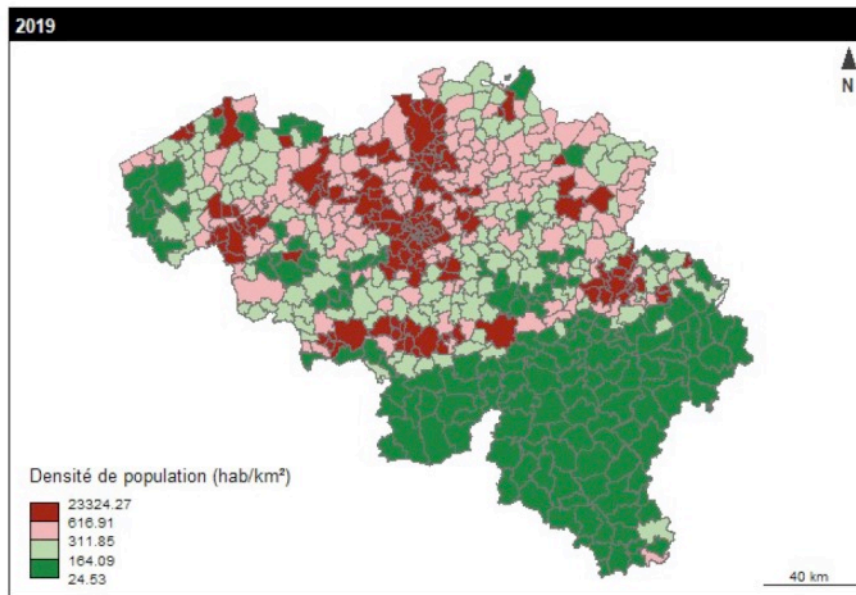 2019
N
Densité de population (hab/km²)
23324.27
616.91
311.85
164.09
24.53
40 km